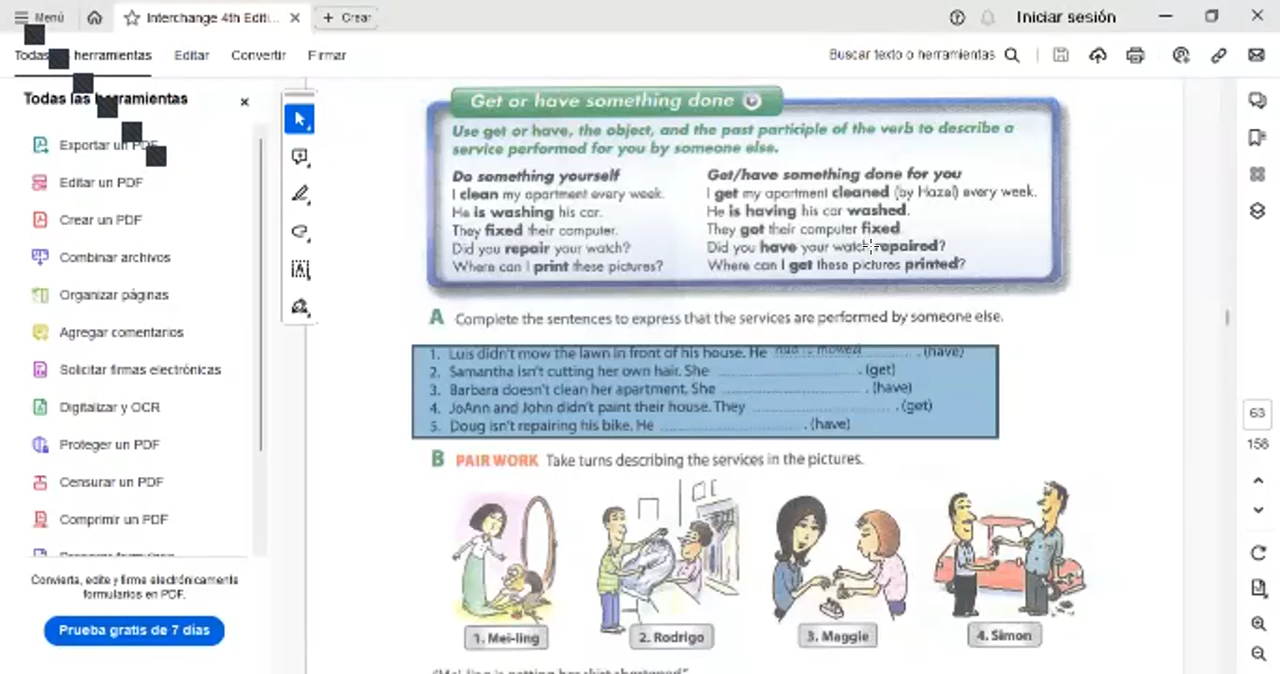 Menú
Interchange 4th Editi...
Crear
Iniciar sesión
Todas herramientas
Editar
Convertir
Firmar
Buscar texto o herramientas
Todas las herramientas
Exportar un PDF
Editar un PDF
Crear un PDF
Combinar archivos
Organizar páginas
Agregar comentarios
Solicitar firmas electrónicas
Digitalizar y OCR
Proteger un PDF
Censurar un PDF
Comprimir un PDF
Convierta, edite y firme electrónicamente
formularios en PDF.
Prueba gratis de 7 días
Get or have something done
Use get or have, the object, and the past participle of the verb to describe a
service performed for you by someone else.
Do something yourself
I clean my apartment every week.
He is washing his car.
They fixed their computer.
Did you repair your watch?
Where can I print these pictures?
Get/have something done for you
I get my apartment cleaned (by Hazel) every week.
He is having his car washed.
They got their computer fixed.
Did you have your watch repaired?
Where can I get these pictures printed?
A Complete the sentences to express that the services are performed by someone else.
1. Luis didn't mow the lawn in front of his house. He mowed . (have)
2. Samantha isn't cutting her own hair. She . (get)
3. Barbara doesn't clean her apartment. She . (have)
4. JoAnn and John didn't paint their house. They . (get)
5. Doug isn't repairing his bike. He . (have)
B PAIR WORK Take turns describing the services in the pictures.
1. Mei-ling
2. Rodrigo
3. Maggie
4. Simon
"Mei-ling is getting her skirt shortened."
63
158